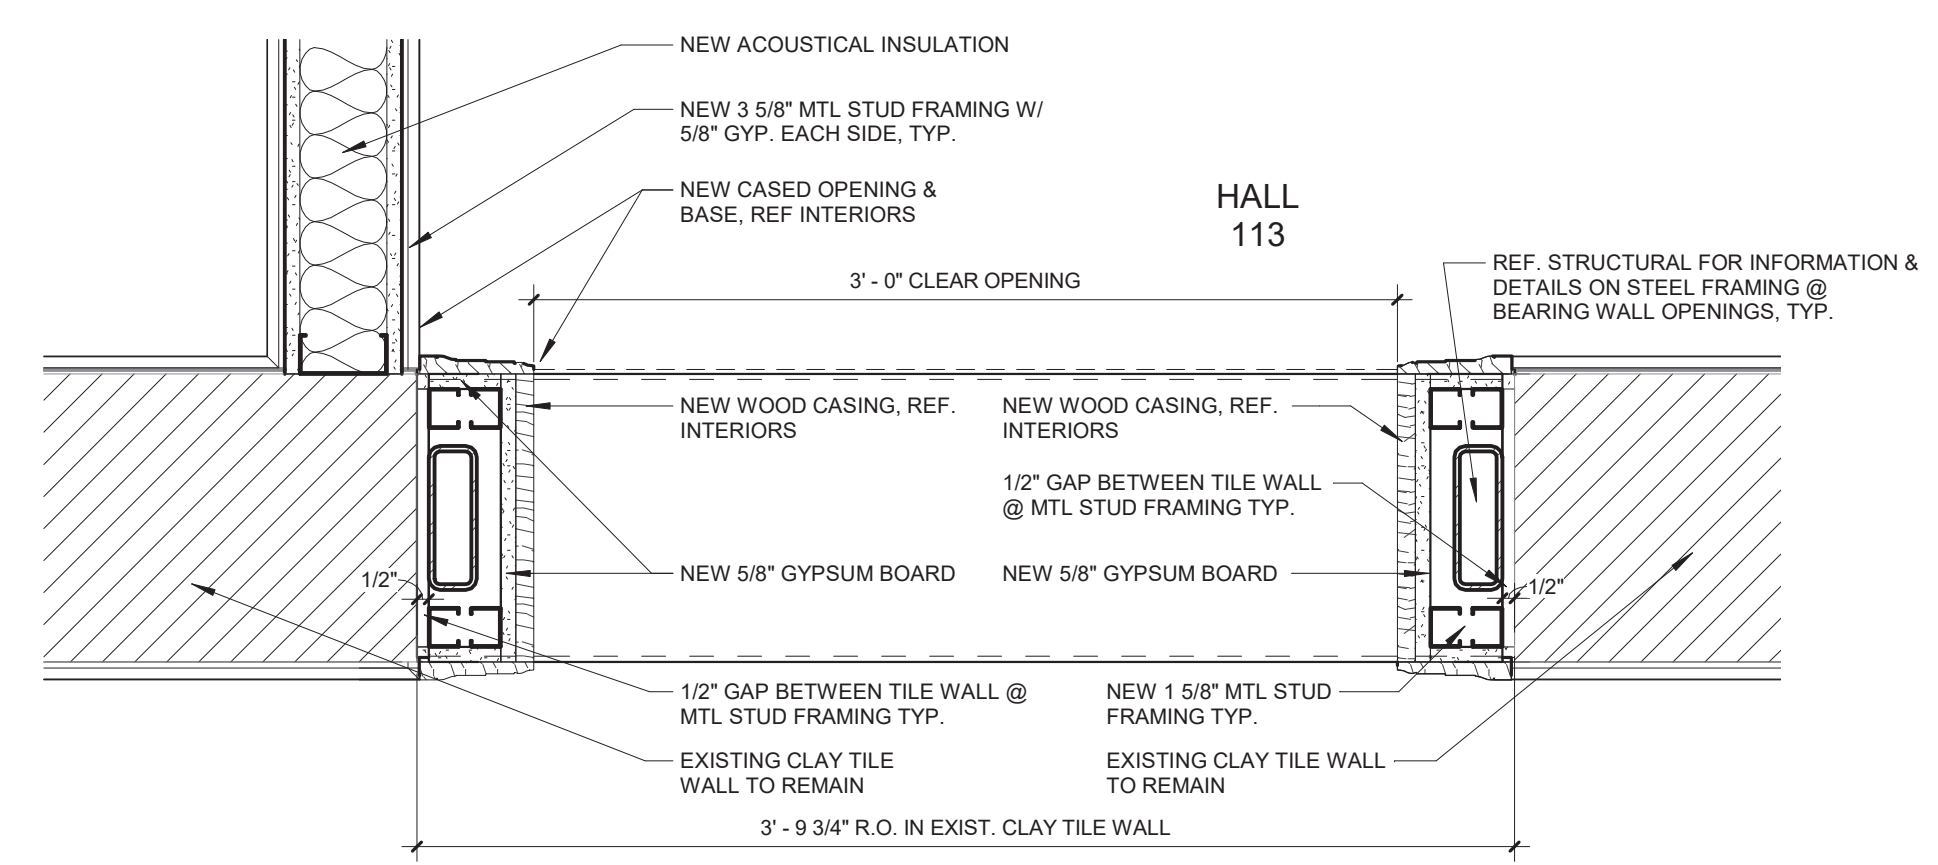 NEW ACOUSTICAL INSULATION
NEW 3 5/8" MTL STUD FRAMING W/
5/8" GYP. EACH SIDE, TYP.
NEW CASED OPENING &
BASE, REF INTERIORS
HALL
113
REF. STRUCTURAL FOR INFORMATION &
DETAILS ON STEEL FRAMING @
BEARING WALL OPENINGS, TYP.
3' - 0" CLEAR OPENING
NEW WOOD CASING, REF.
INTERIORS
NEW WOOD CASING, REF.
INTERIORS
1/2" GAP BETWEEN TILE WALL
@ MTL STUD FRAMING TYP.
1/2"
NEW 5/8" GYPSUM BOARD
NEW 5/8" GYPSUM BOARD
1/2"
1/2" GAP BETWEEN TILE WALL @
MTL STUD FRAMING TYP.
NEW 1 5/8" MTL STUD
FRAMING TYP.
EXISTING CLAY TILE
WALL TO REMAIN
EXISTING CLAY TILE WALL
TO REMAIN
3' - 9 3/4" R.O. IN EXIST. CLAY TILE WALL